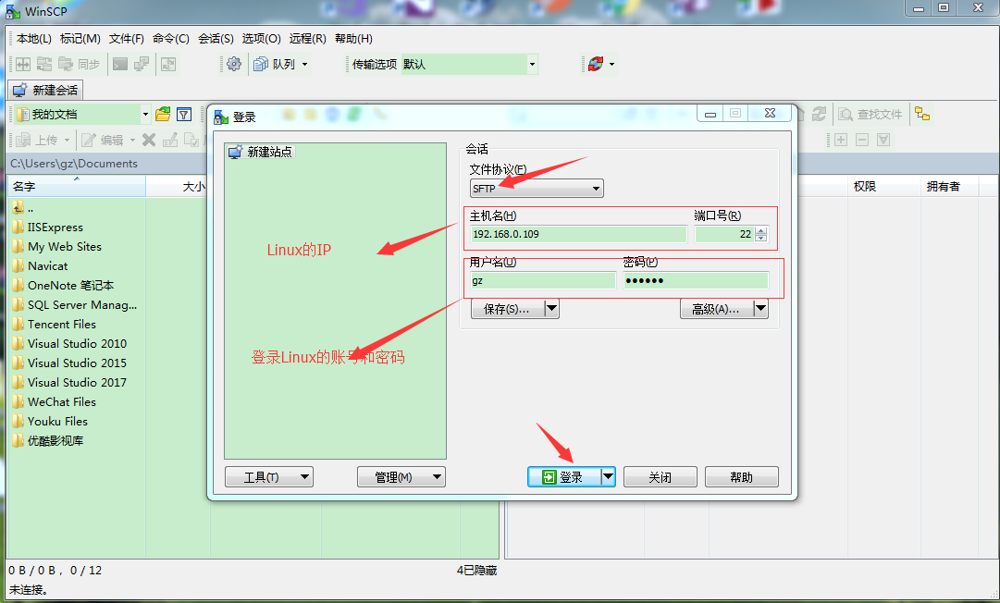 WinSCP
本地(L) 标记(M) 文件(F) 命令(C) 会话(S) 选项(O) 远程(R) 帮助(H)
同步 队列 传输选项 默认
新建会话
我的文档 查找文件
上传 编辑
C:\Users\gz\Documents
名字 大小 权限 拥有者
..
IISExpress
My Web Sites
Navicat
OneNote 笔记本
SQL Server Manag...
Tencent Files
Visual Studio 2010
Visual Studio 2015
Visual Studio 2017
WeChat Files
Youku Files
优酷影视库
登录
新建站点
Linux的IP
登录Linux的账号和密码
会话
文件协议(F)
SFTP
主机名(H) 端口号(R)
192.168.0.109 22
用户名(U) 密码(P)
gz ●●●●●●
保存(S)... 高级(A)...
工具(T) 管理(M) 登录 关闭 帮助
0 B / 0 B， 0 / 12 4已隐藏
未连接。